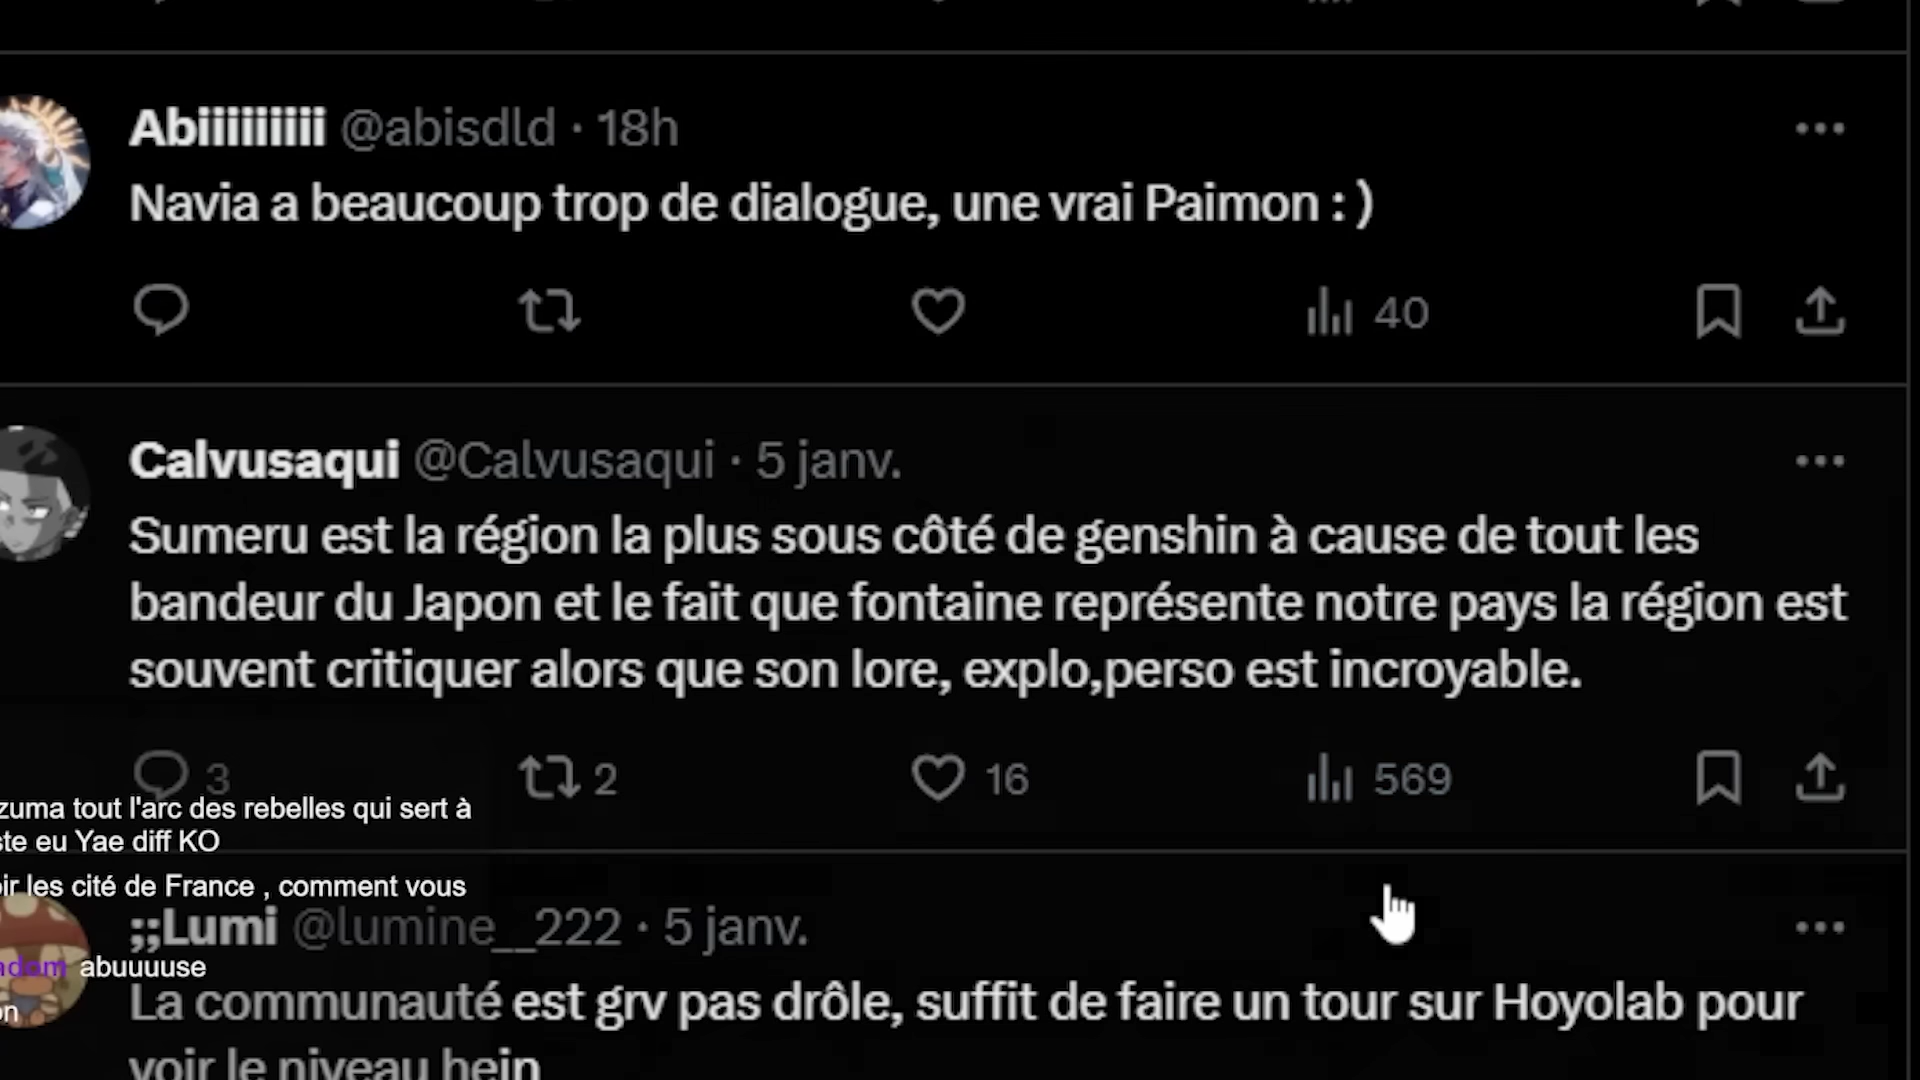 Abiiiiiiiii @abisdld · 18h
Navia a beaucoup trop de dialogue, une vrai Paimon : )
40
Calvusaqui @Calvusaqui · 5 janv.
Sumeru est la région la plus sous côté de genshin à cause de tout les
bandeur du Japon et le fait que fontaine représente notre pays la région est
souvent critiquer alors que son lore, explo,perso est incroyable.
3 2 16 569
zuma tout l'arc des rebelles qui sert à
ste eu Yae diff KO
oir les cité de France , comment vous
;;Lumi @lumine__222 · 5 janv.
adom abuuuuse
La communauté est grv pas drôle, suffit de faire un tour sur Hoyolab pour
on
voir le niveau hein